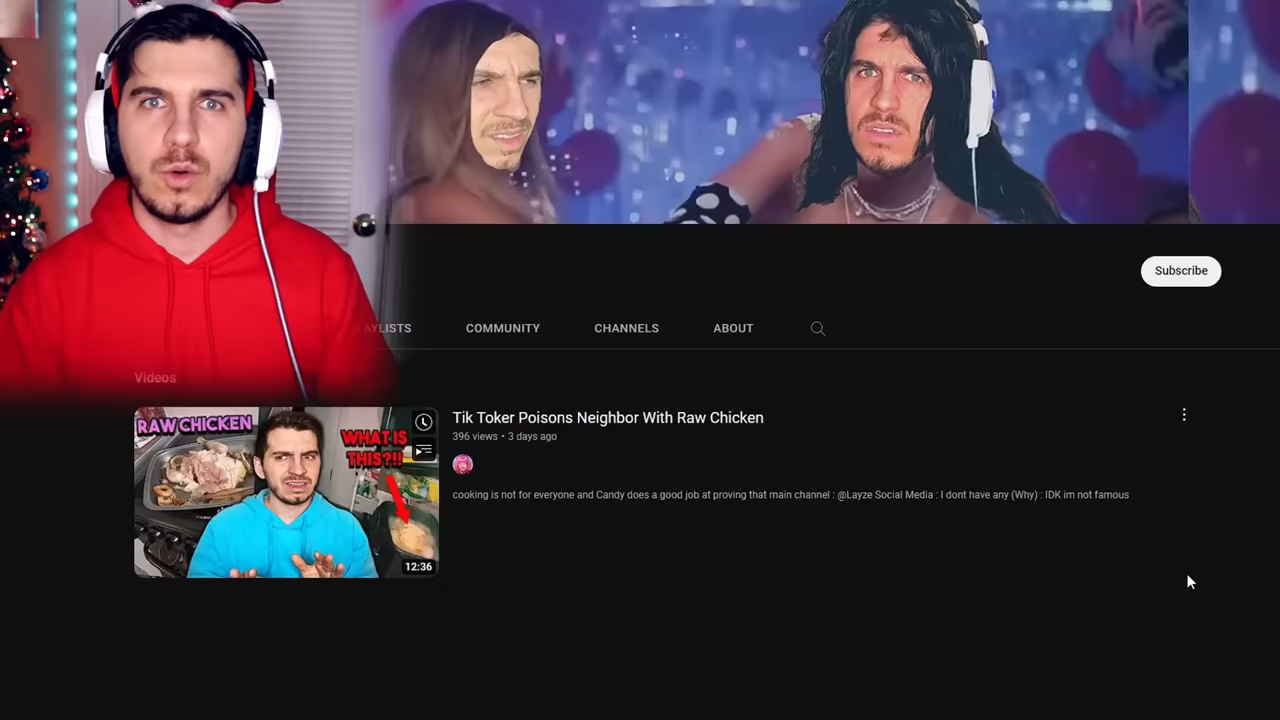 Subscribe
AYLISTS
COMMUNITY
CHANNELS
ABOUT
Videos
RAW CHICKEN
WHAT IS
THIS?!!
12:36
Tik Toker Poisons Neighbor With Raw Chicken
396 views • 3 days ago
cooking is not for everyone and Candy does a good job at proving that main channel : @Layze Social Media : I dont have any (Why) : IDK im not famous